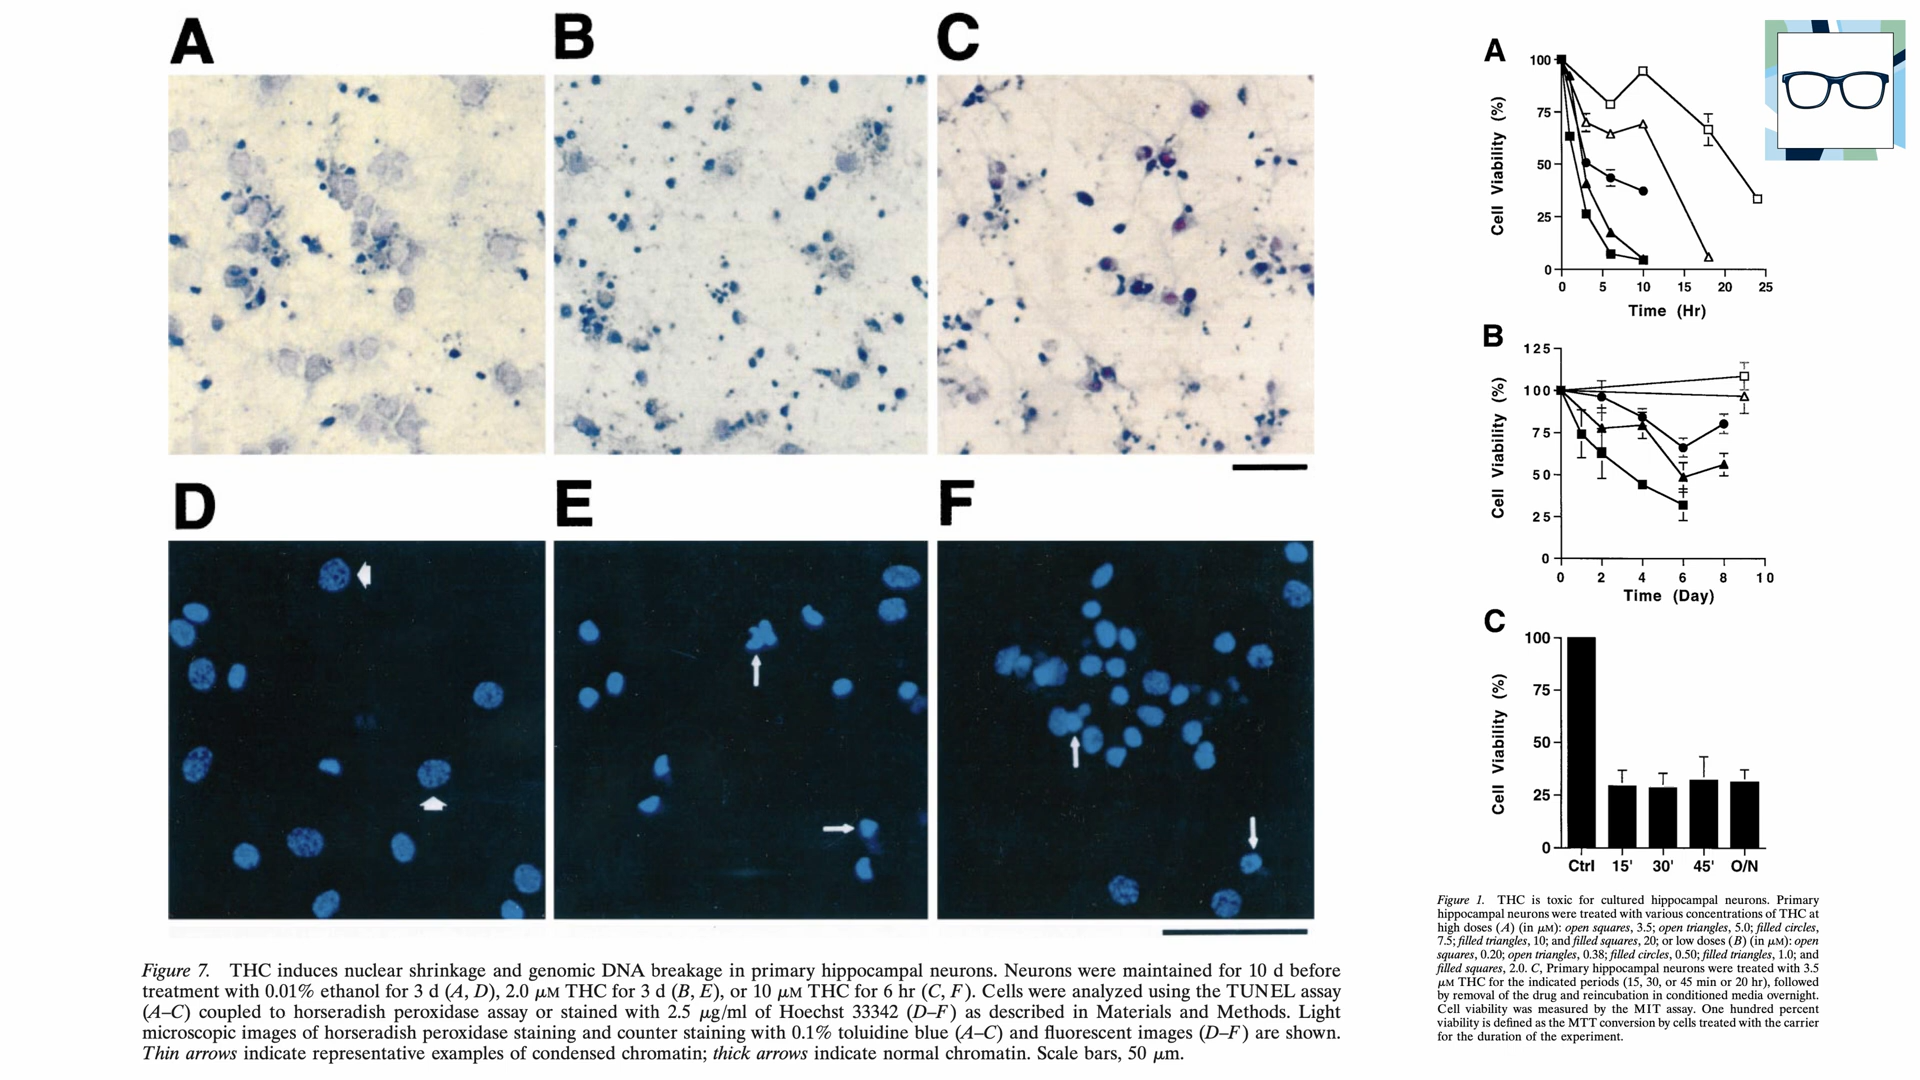 A
B
C
D
E
F
Figure 7. THC induces nuclear shrinkage and genomic DNA breakage in primary hippocampal neurons. Neurons were maintained for 10 d before
treatment with 0.01% ethanol for 3 d (A, D), 2.0 μM THC for 3 d (B, E), or 10 μM THC for 6 hr (C, F). Cells were analyzed using the TUNEL assay
(A–C) coupled to horseradish peroxidase assay or stained with 2.5 μg/ml of Hoechst 33342 (D–F) as described in Materials and Methods. Light
microscopic images of horseradish peroxidase staining and counter staining with 0.1% toluidine blue (A–C) and fluorescent images (D–F) are shown.
Thin arrows indicate representative examples of condensed chromatin; thick arrows indicate normal chromatin. Scale bars, 50 μm.
A
Cell Viability (%)
100
75
50
25
0
0 5 10 15 20 25
Time (Hr)
B
Cell Viability (%)
125
100
75
50
25
0
0 2 4 6 8 10
Time (Day)
C
Cell Viability (%)
100
75
50
25
0
Ctrl 15' 30' 45' O/N
Figure 1. THC is toxic for cultured hippocampal neurons. Primary
hippocampal neurons were treated with various concentrations of THC at
high doses (A) (in μM): open squares, 3.5; open triangles, 5.0; filled circles,
7.5; filled triangles, 10; and filled squares, 20; or low doses (B) (in μM): open
squares, 0.20; open triangles, 0.38; filled circles, 0.50; filled triangles, 1.0; and
filled squares, 2.0. C, Primary hippocampal neurons were treated with 3.5
μM THC for the indicated periods (15, 30, or 45 min or 20 hr), followed
by removal of the drug and reincubation in conditioned media overnight.
Cell viability was measured by the MIT assay. One hundred percent
viability is defined as the MTT conversion by cells treated with the carrier
for the duration of the experiment.